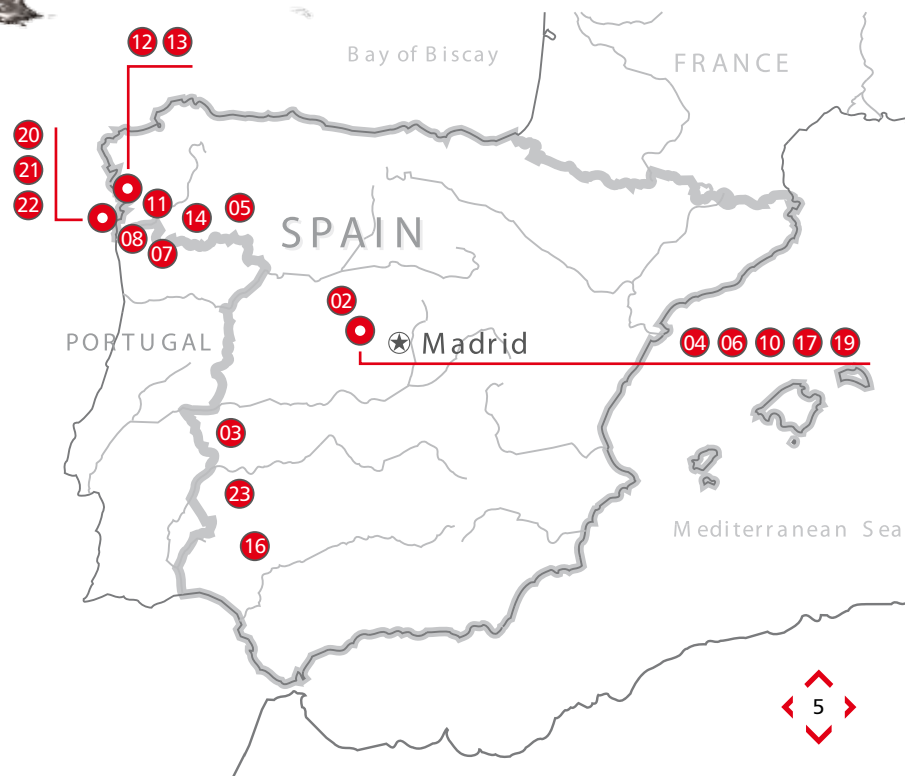 12 13
Bay of Biscay
FRANCE
20
21
22
11
14
05
08
07
SPAIN
02
PORTUGAL
Madrid
04 06 10 17 19
03
23
16
Mediterranean Sea
5